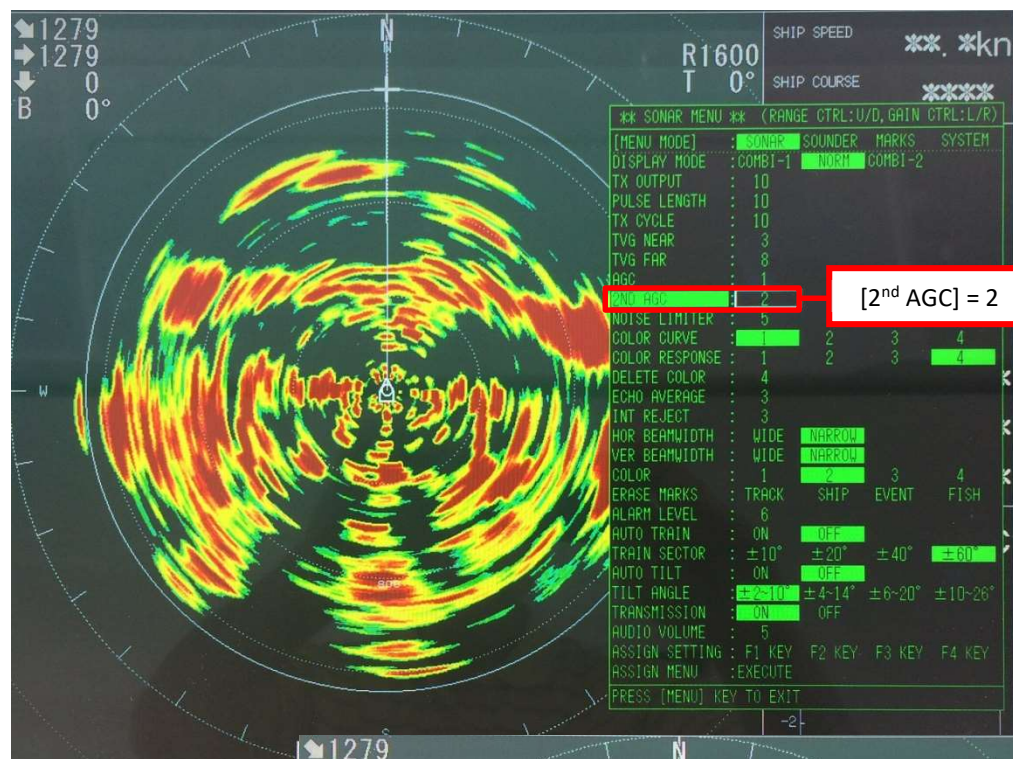 1279
1279
0
B 0°
N
R1600
T 0°
W
SHIP SPEED
**. *kn
SHIP COURSE
****
** SONAR MENU ** (RANGE CTRL:U/D,GAIN CTRL:L/R)
[MENU MODE] : SONAR SOUNDER MARKS SYSTEM
DISPLAY MODE :COMBI-1 NORM COMBI-2
TX OUTPUT : 10
PULSE LENGTH : 10
TX CYCLE : 10
TVG NEAR : 3
TVG FAR : 8
AGC : 1
2ND AGC : 2
[2nd AGC] = 2
NOISE LIMITER : 5
COLOR CURVE : 1 2 3 4
COLOR RESPONSE : 1 2 3 4
DELETE COLOR : 4
ECHO AVERAGE : 3
INT REJECT : 3
HOR BEAMWIDTH : WIDE NARROW
VER BEAMWIDTH : WIDE NARROW
COLOR : 1 2 3 4
ERASE MARKS : TRACK SHIP EVENT FISH
ALARM LEVEL : 6
AUTO TRAIN : ON OFF
TRAIN SECTOR : ±10° ±20° ±40° ±60°
AUTO TILT : ON OFF
TILT ANGLE : ±2~10° ±4~14° ±6~20° ±10~26°
TRANSMISSION : ON OFF
AUDIO VOLUME : 5
ASSIGN SETTING : F1 KEY F2 KEY F3 KEY F4 KEY
ASSIGN MENU :EXECUTE
PRESS [MENU] KEY TO EXIT
-2
S
1279
N